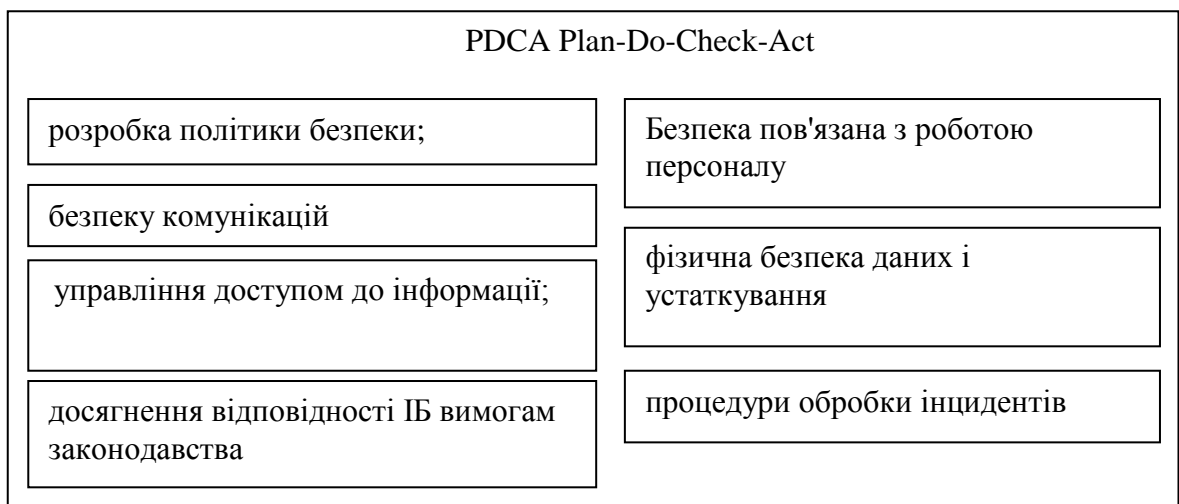 PDCA Plan-Do-Check-Act
розробка політики безпеки;
безпеку комунікацій
управління доступом до інформації;
досягнення відповідності ІБ вимогам
законодавства
Безпека пов'язана з роботою
персоналу
фізична безпека даних і
устаткування
процедури обробки інцидентів